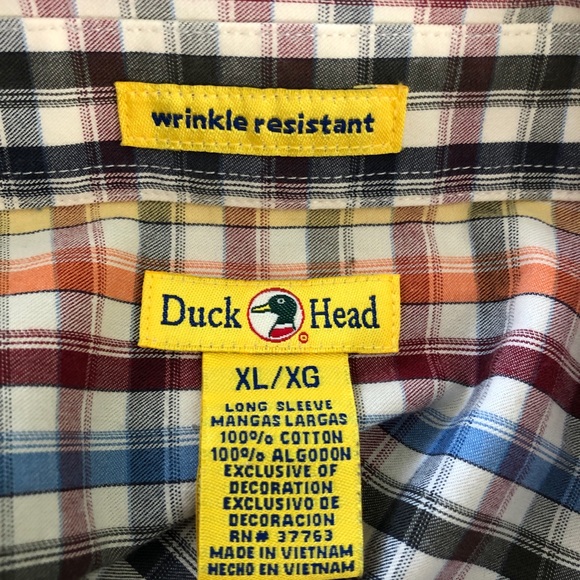 wrinkle resistant
Duck Head
XL/XG
LONG SLEEVE
MANGAS LARGAS
100% COTTON
100% ALGODON
EXCLUSIVE OF
DECORATION
EXCLUSIVO DE
DECORACION
RN# 37763
MADE IN VIETNAM
HECHO EN VIETNAM